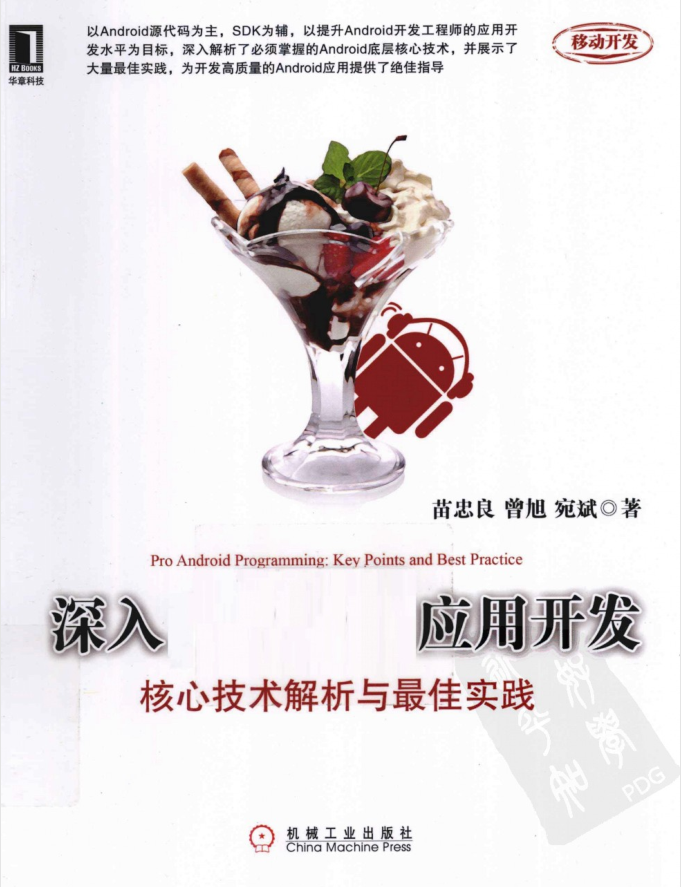 HZ BOOKS
华章科技
以Android源代码为主，SDK为辅，以提升Android开发工程师的应用开
发水平为目标，深入解析了必须掌握的Android底层核心技术，并展示了
大量最佳实践，为开发高质量的Android应用提供了绝佳指导
移动开发
苗忠良 曾旭 宛斌◎著
Pro Android Programming: Key Points and Best Practice
深入 应用开发
核心技术解析与最佳实践
PDG
机械工业出版社
China Machine Press